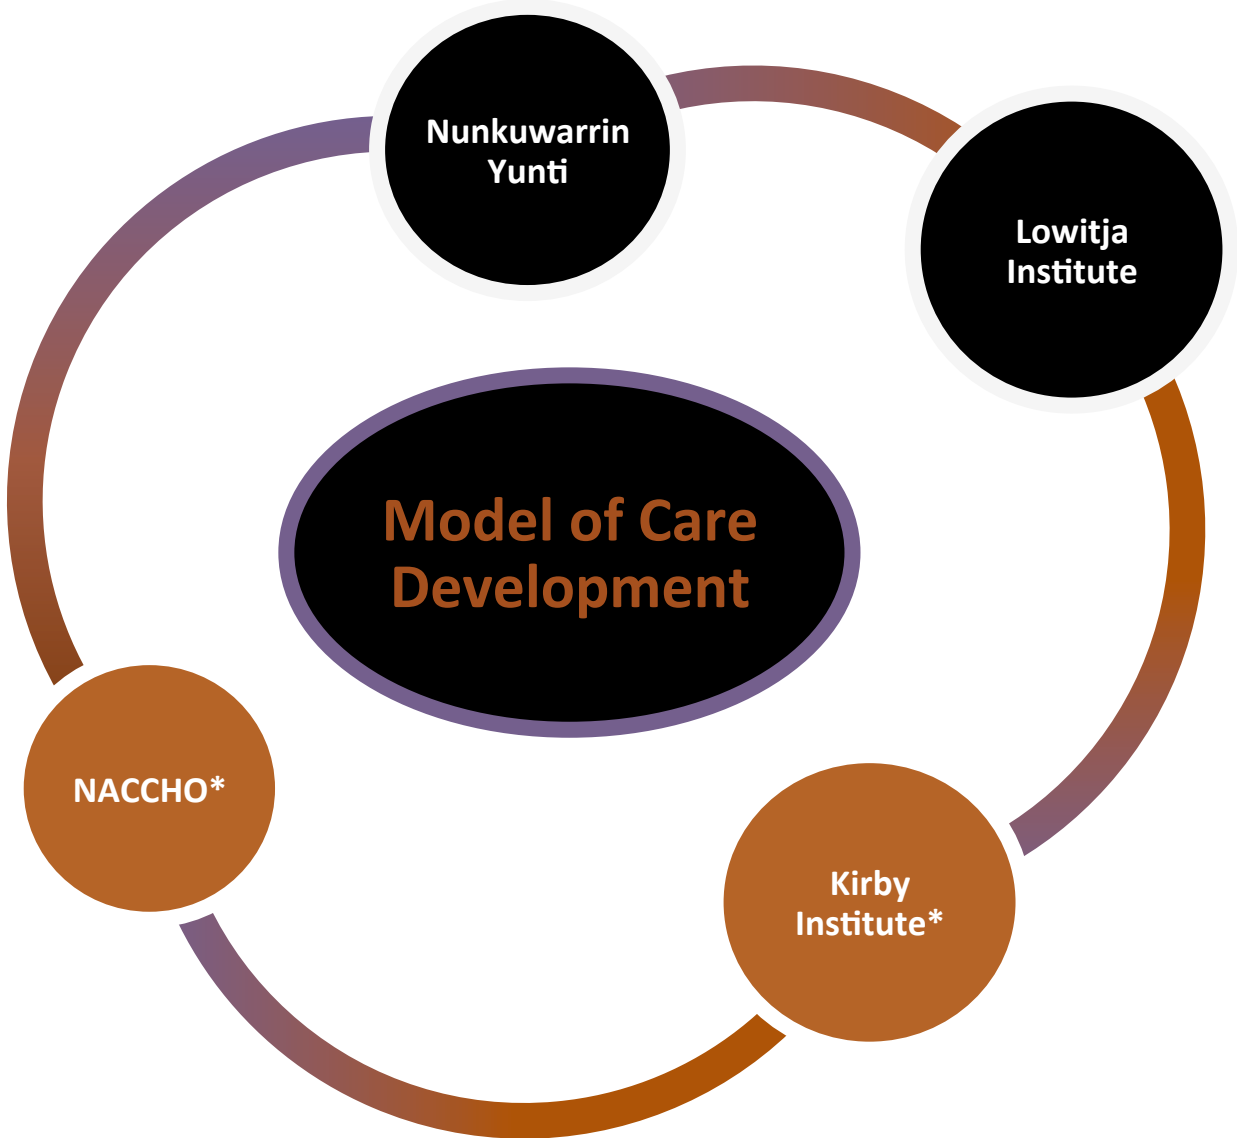 Nunkuwarrin
Yunti
Lowitja
Institute
Model of Care
Development
NACCHO*
Kirby
Institute*